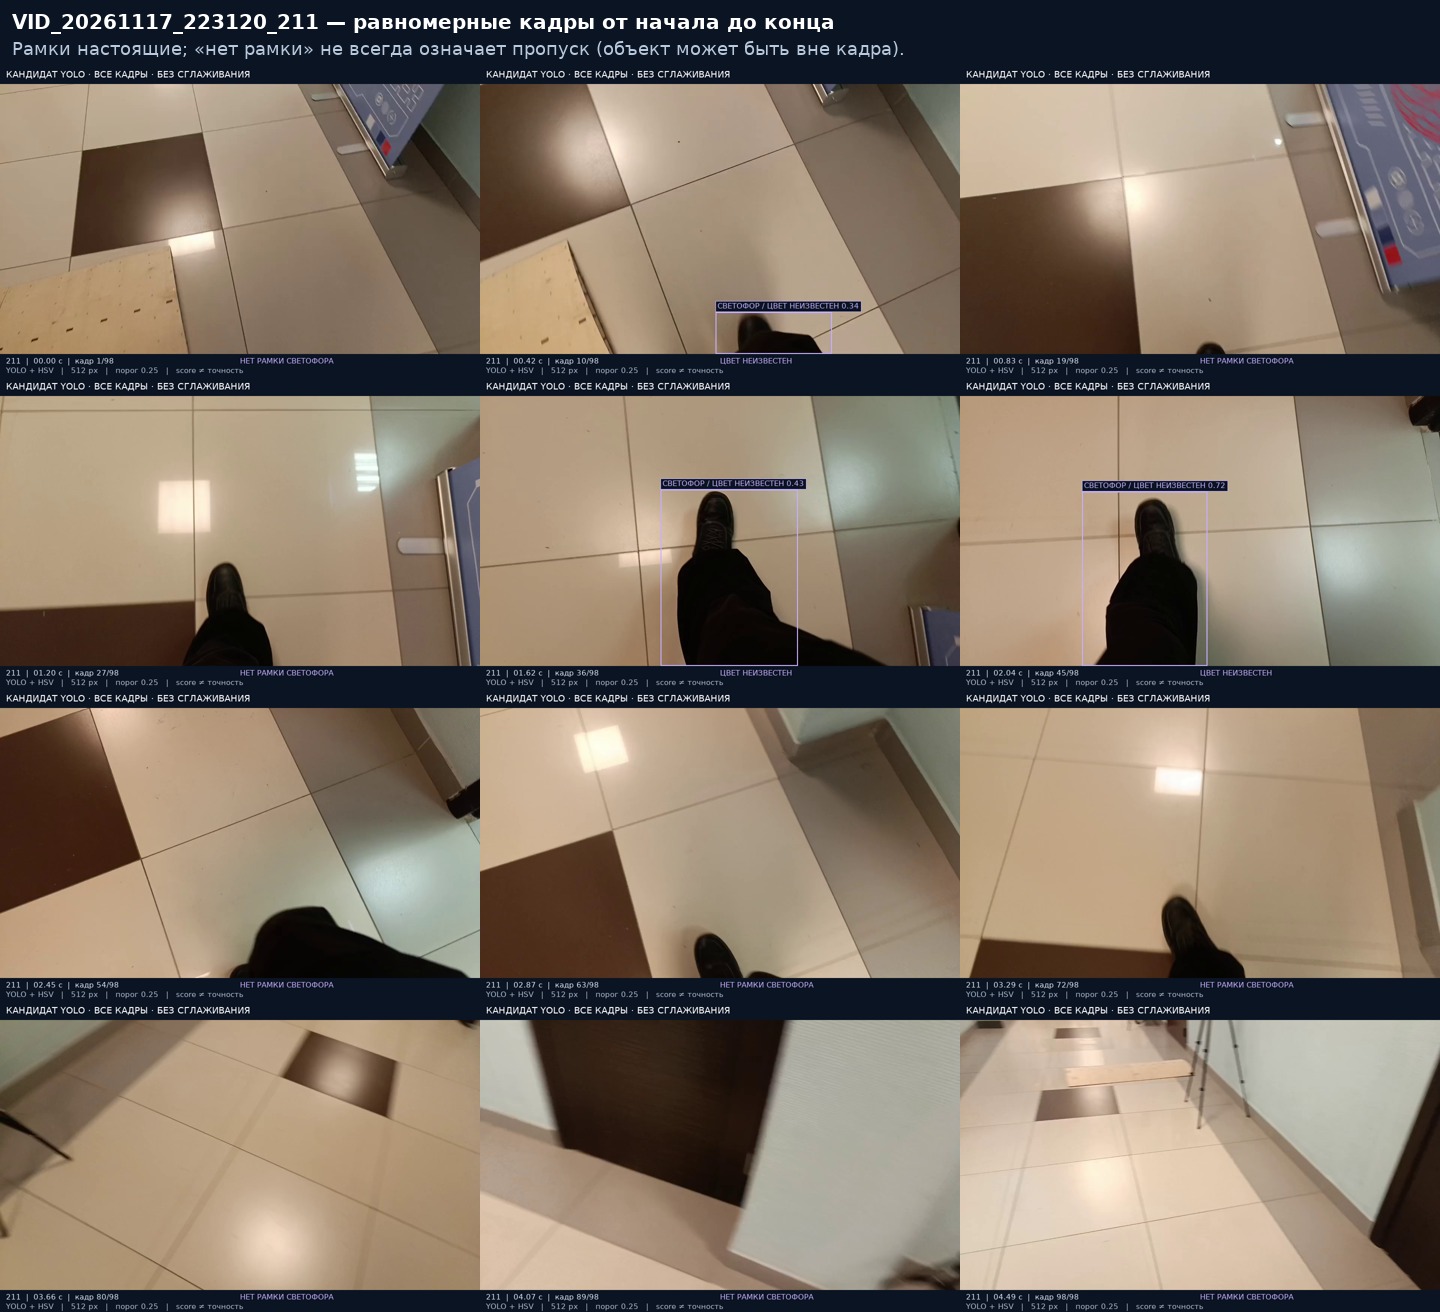 VID_20261117_223120_211 — равномерные кадры от начала до конца
Рамки настоящие; «нет рамки» не всегда означает пропуск (объект может быть вне кадра).
КАНДИДАТ YOLO · ВСЕ КАДРЫ · БЕЗ СГЛАЖИВАНИЯ
КАНДИДАТ YOLO · ВСЕ КАДРЫ · БЕЗ СГЛАЖИВАНИЯ
КАНДИДАТ YOLO · ВСЕ КАДРЫ · БЕЗ СГЛАЖИВАНИЯ
СВЕТОФОР / ЦВЕТ НЕИЗВЕСТЕН 0.34
211 | 00.00 с | кадр 1/98 НЕТ РАМКИ СВЕТОФОРА
YOLO + HSV | 512 px | порог 0.25 | score ≠ точность
211 | 00.42 с | кадр 10/98 ЦВЕТ НЕИЗВЕСТЕН
YOLO + HSV | 512 px | порог 0.25 | score ≠ точность
211 | 00.83 с | кадр 19/98 НЕТ РАМКИ СВЕТОФОРА
YOLO + HSV | 512 px | порог 0.25 | score ≠ точность
КАНДИДАТ YOLO · ВСЕ КАДРЫ · БЕЗ СГЛАЖИВАНИЯ
КАНДИДАТ YOLO · ВСЕ КАДРЫ · БЕЗ СГЛАЖИВАНИЯ
КАНДИДАТ YOLO · ВСЕ КАДРЫ · БЕЗ СГЛАЖИВАНИЯ
СВЕТОФОР / ЦВЕТ НЕИЗВЕСТЕН 0.43
СВЕТОФОР / ЦВЕТ НЕИЗВЕСТЕН 0.72
211 | 01.20 с | кадр 27/98 НЕТ РАМКИ СВЕТОФОРА
YOLO + HSV | 512 px | порог 0.25 | score ≠ точность
211 | 01.62 с | кадр 36/98 ЦВЕТ НЕИЗВЕСТЕН
YOLO + HSV | 512 px | порог 0.25 | score ≠ точность
211 | 02.04 с | кадр 45/98 ЦВЕТ НЕИЗВЕСТЕН
YOLO + HSV | 512 px | порог 0.25 | score ≠ точность
КАНДИДАТ YOLO · ВСЕ КАДРЫ · БЕЗ СГЛАЖИВАНИЯ
КАНДИДАТ YOLO · ВСЕ КАДРЫ · БЕЗ СГЛАЖИВАНИЯ
КАНДИДАТ YOLO · ВСЕ КАДРЫ · БЕЗ СГЛАЖИВАНИЯ
211 | 02.45 с | кадр 54/98 НЕТ РАМКИ СВЕТОФОРА
YOLO + HSV | 512 px | порог 0.25 | score ≠ точность
211 | 02.87 с | кадр 63/98 НЕТ РАМКИ СВЕТОФОРА
YOLO + HSV | 512 px | порог 0.25 | score ≠ точность
211 | 03.29 с | кадр 72/98 НЕТ РАМКИ СВЕТОФОРА
YOLO + HSV | 512 px | порог 0.25 | score ≠ точность
КАНДИДАТ YOLO · ВСЕ КАДРЫ · БЕЗ СГЛАЖИВАНИЯ
КАНДИДАТ YOLO · ВСЕ КАДРЫ · БЕЗ СГЛАЖИВАНИЯ
КАНДИДАТ YOLO · ВСЕ КАДРЫ · БЕЗ СГЛАЖИВАНИЯ
211 | 03.66 с | кадр 80/98 НЕТ РАМКИ СВЕТОФОРА
YOLO + HSV | 512 px | порог 0.25 | score ≠ точность
211 | 04.07 с | кадр 89/98 НЕТ РАМКИ СВЕТОФОРА
YOLO + HSV | 512 px | порог 0.25 | score ≠ точность
211 | 04.49 с | кадр 98/98 НЕТ РАМКИ СВЕТОФОРА
YOLO + HSV | 512 px | порог 0.25 | score ≠ точность